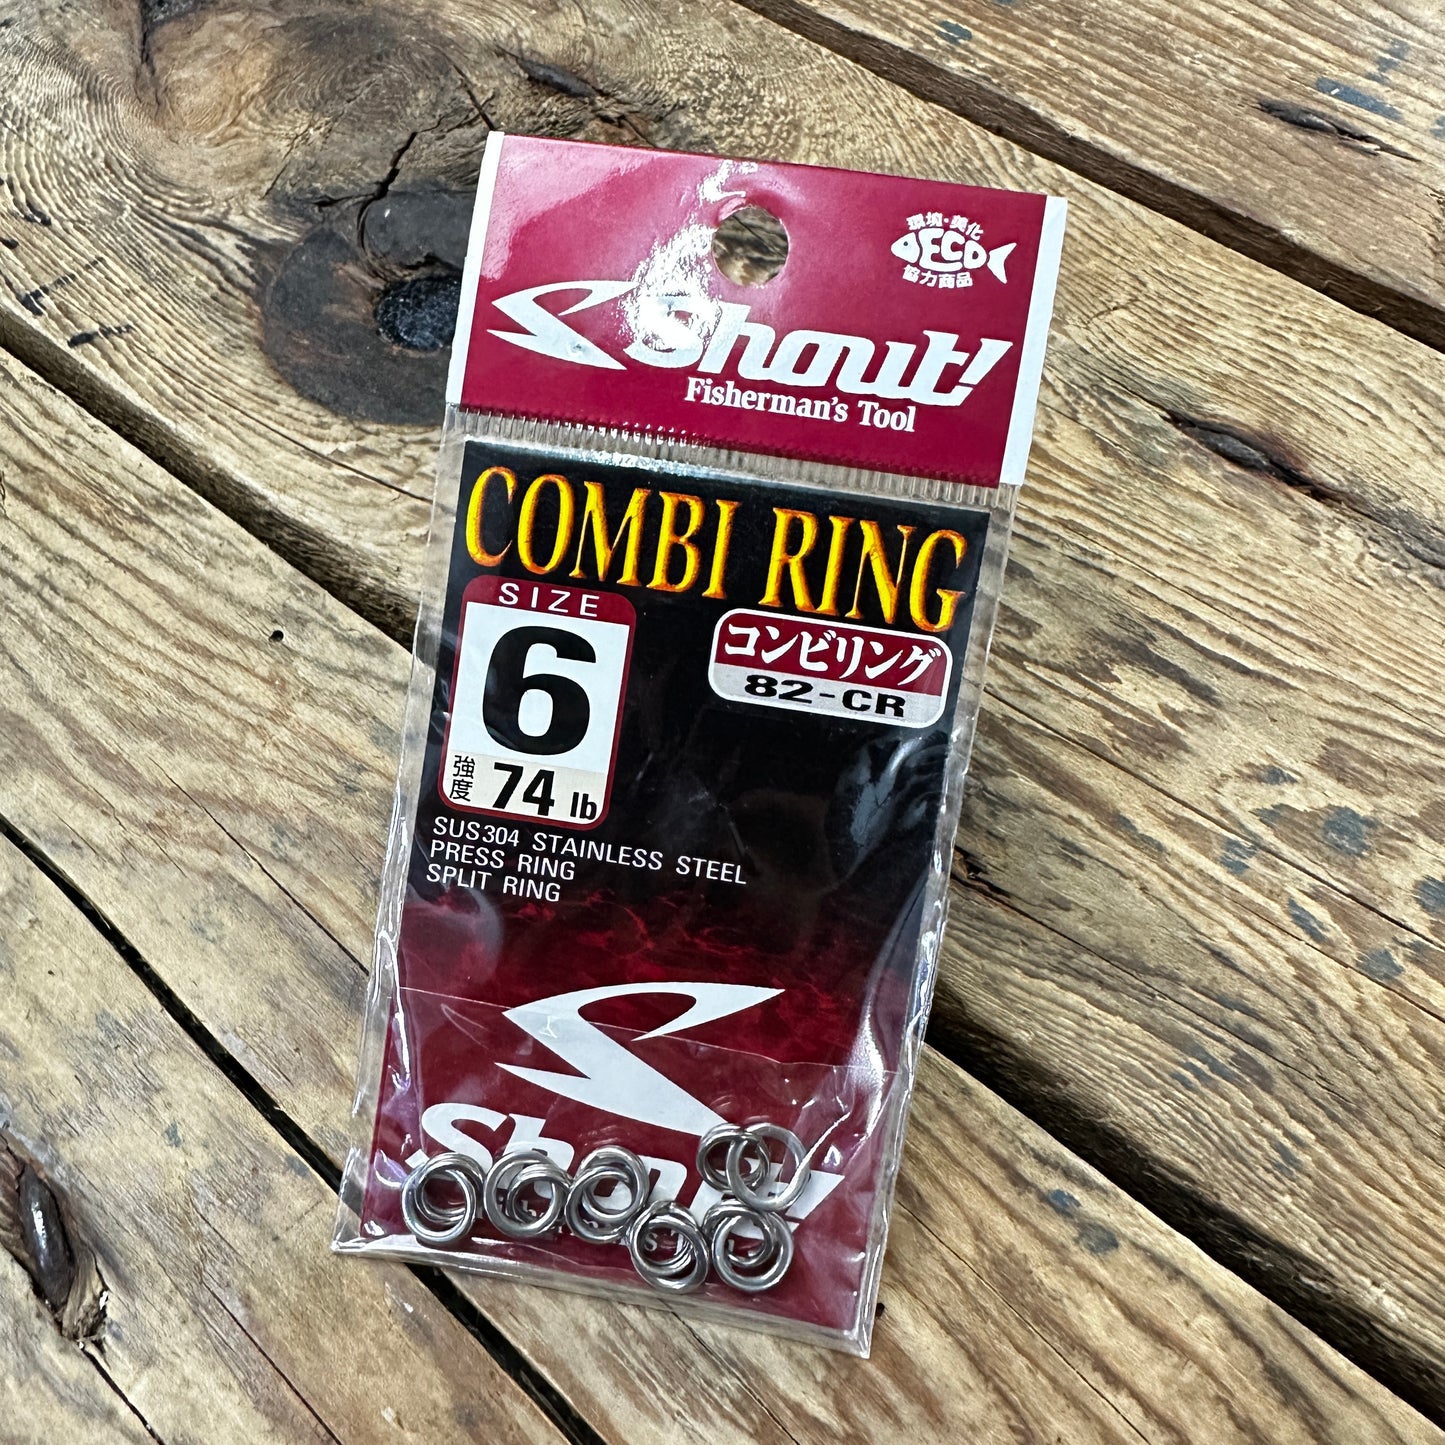 環境・美化
ECO
協力商品
Shout!
Fisherman's Tool
COMBI RING
SIZE
6
強度 74 lb
コンビリング
82-CR
SUS304 STAINLESS STEEL
PRESS RING
SPLIT RING
Shout!